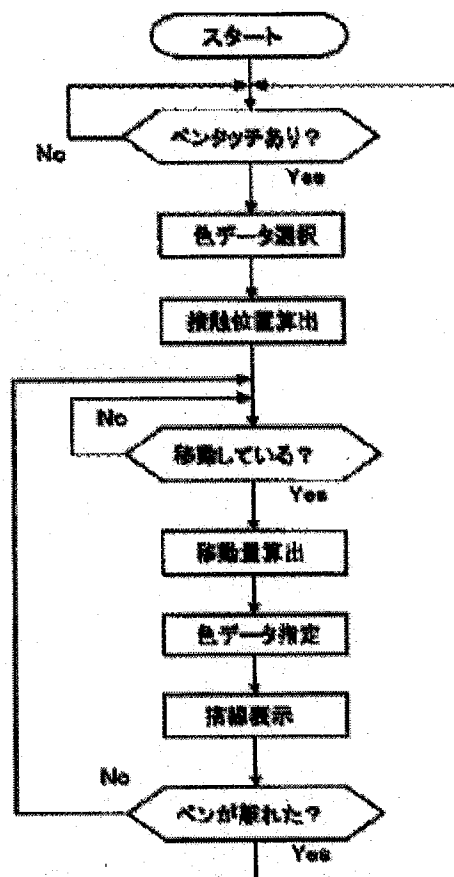 スタート
ペンタッチあり？
No
Yes
色データ選択
接触位置算出
No
移動している？
Yes
移動量算出
色データ指定
描線表示
No
ペンが離れた？
Yes